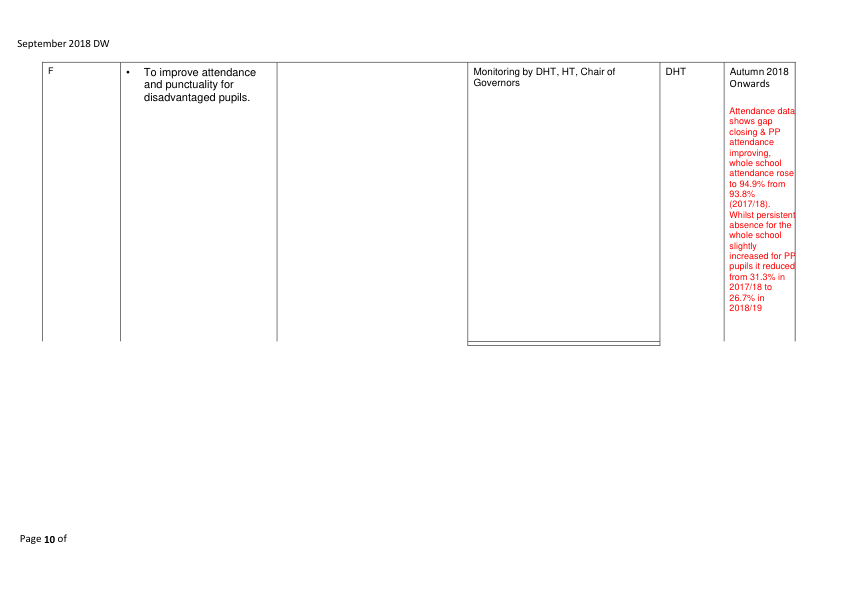 September 2018 DW
F
• To improve attendance
and punctuality for
disadvantaged pupils.
Monitoring by DHT, HT, Chair of
Governors
DHT
Autumn 2018
Onwards
Attendance data
shows gap
closing & PP
attendance
improving,
whole school
attendance rose
to 94.9% from
93.8%
(2017/18).
Whilst persistent
absence for the
whole school
slightly
increased for PP
pupils it reduced
from 31.3% in
2017/18 to
26.7% in
2018/19
Page 10 of